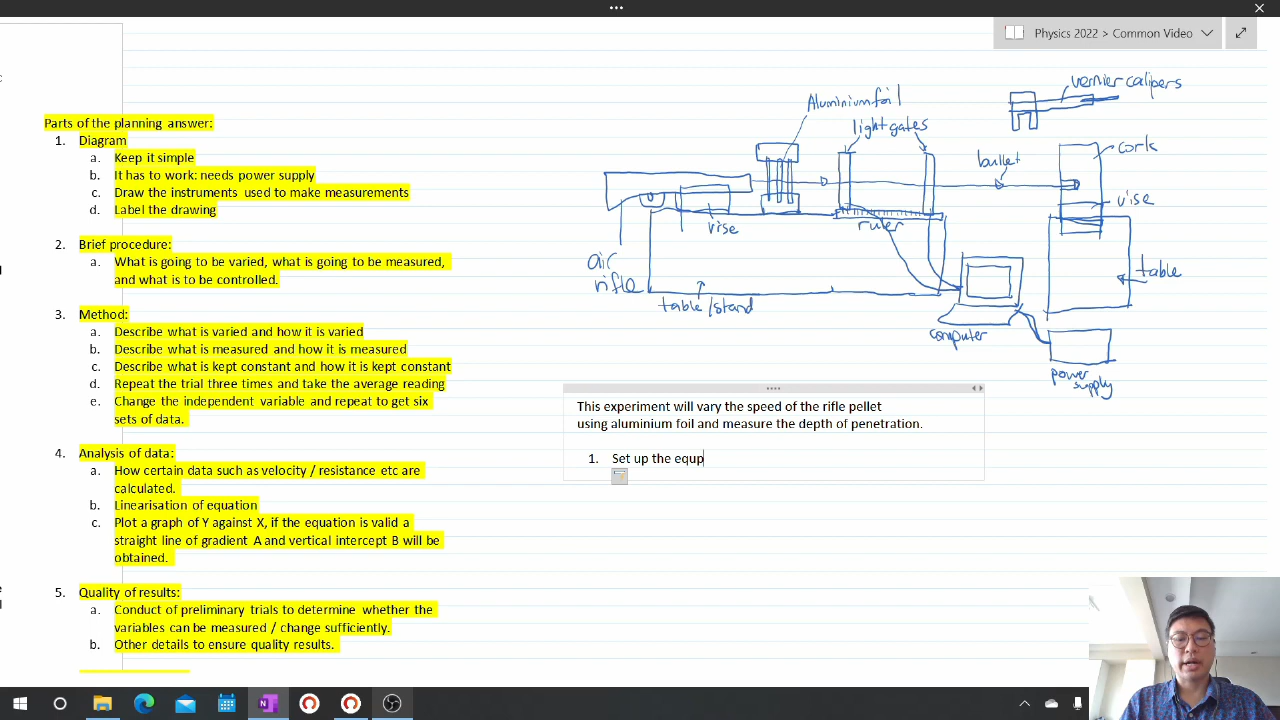 Physics 2022 > Common Video
Parts of the planning answer:
1. Diagram
a. Keep it simple
b. It has to work: needs power supply
c. Draw the instruments used to make measurements
d. Label the drawing
2. Brief procedure:
a. What is going to be varied, what is going to be measured,
and what is to be controlled.
3. Method:
a. Describe what is varied and how it is varied
b. Describe what is measured and how it is measured
c. Describe what is kept constant and how it is kept constant
d. Repeat the trial three times and take the average reading
e. Change the independent variable and repeat to get six
sets of data.
4. Analysis of data:
a. How certain data such as velocity / resistance etc are
calculated.
b. Linearisation of equation
c. Plot a graph of Y against X, if the equation is valid a
straight line of gradient A and vertical intercept B will be
obtained.
5. Quality of results:
a. Conduct of preliminary trials to determine whether the
variables can be measured / change sufficiently.
b. Other details to ensure quality results.
vernier calipers
Aluminium foil
light gates
bullet
cork
vise
vise
ruler
air
rifle
table
table/stand
computer
power
supply
This experiment will vary the speed of the rifle pellet
using aluminium foil and measure the depth of penetration.
1. Set up the equp